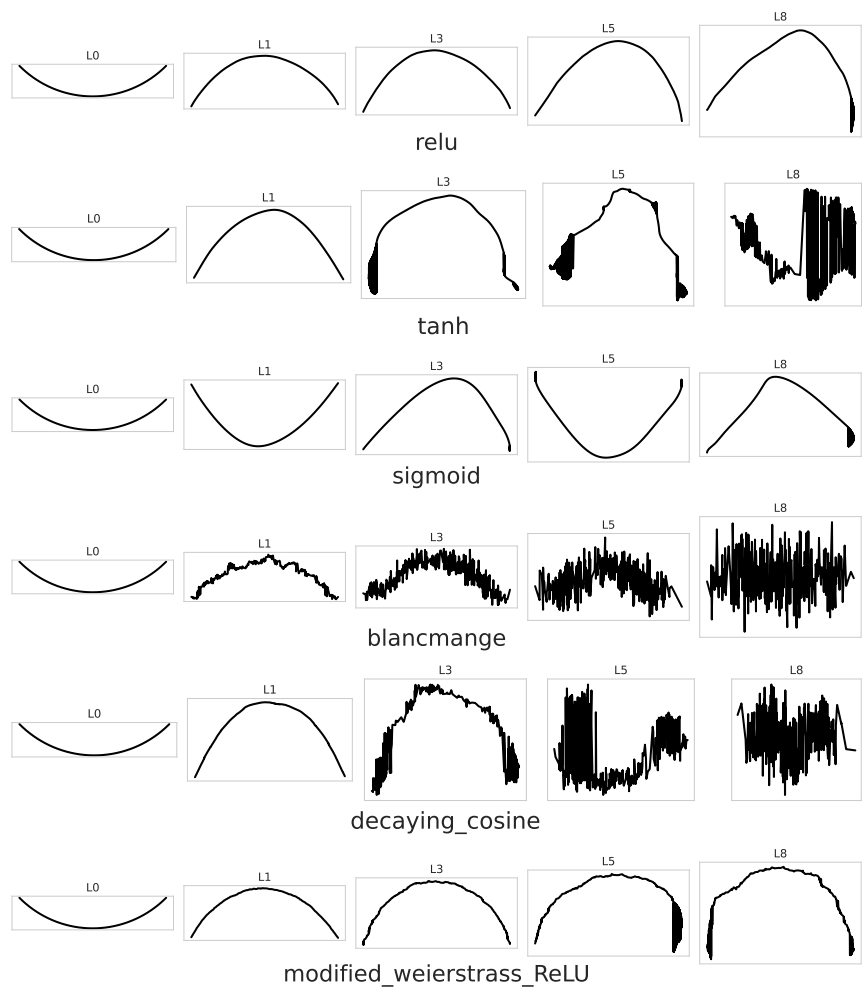 L0 L1 L3 L5 L8
relu
L0 L1 L3 L5 L8
tanh
L0 L1 L3 L5 L8
sigmoid
L0 L1 L3 L5 L8
blancmange
L0 L1 L3 L5 L8
decaying_cosine
L0 L1 L3 L5 L8
modified_weierstrass_ReLU